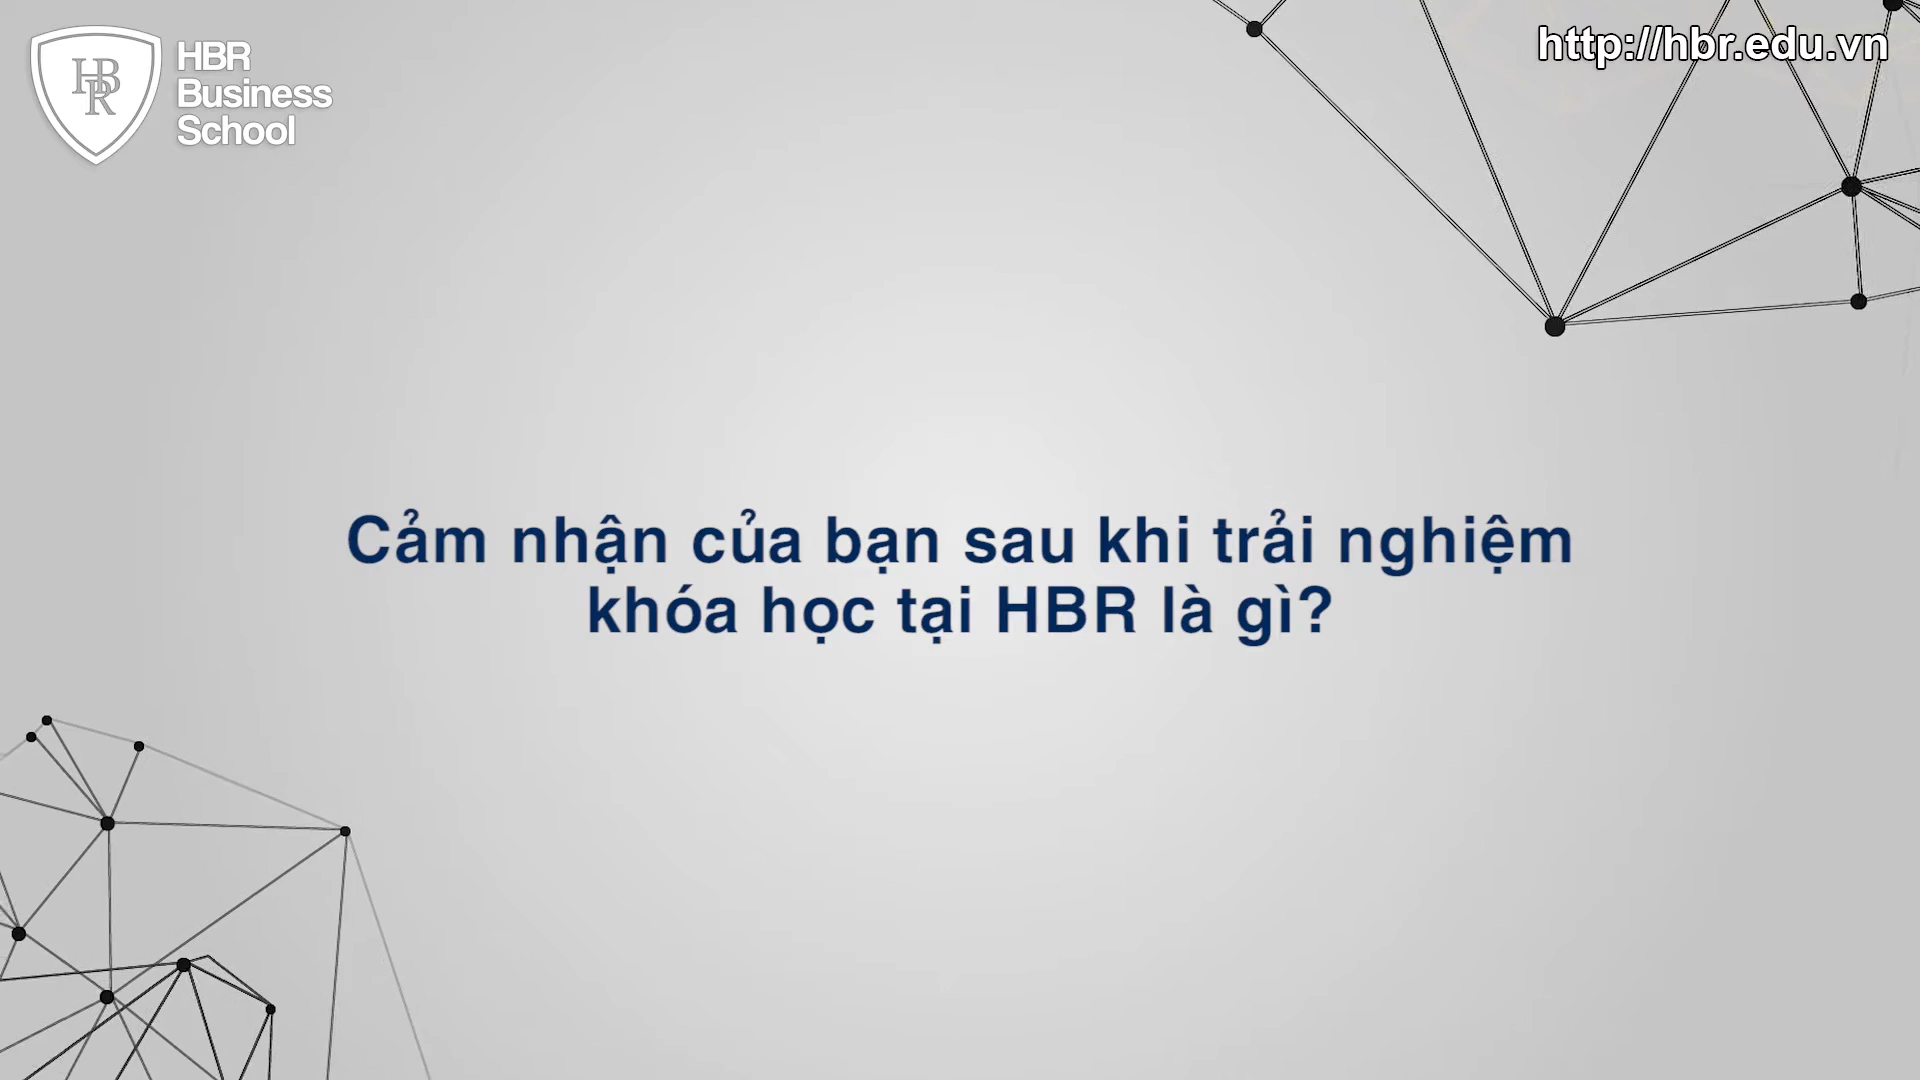 HBR
Business
School
HBR
http://hbr.edu.vn
Cảm nhận của bạn sau khi trải nghiệm
khóa học tại HBR là gì?